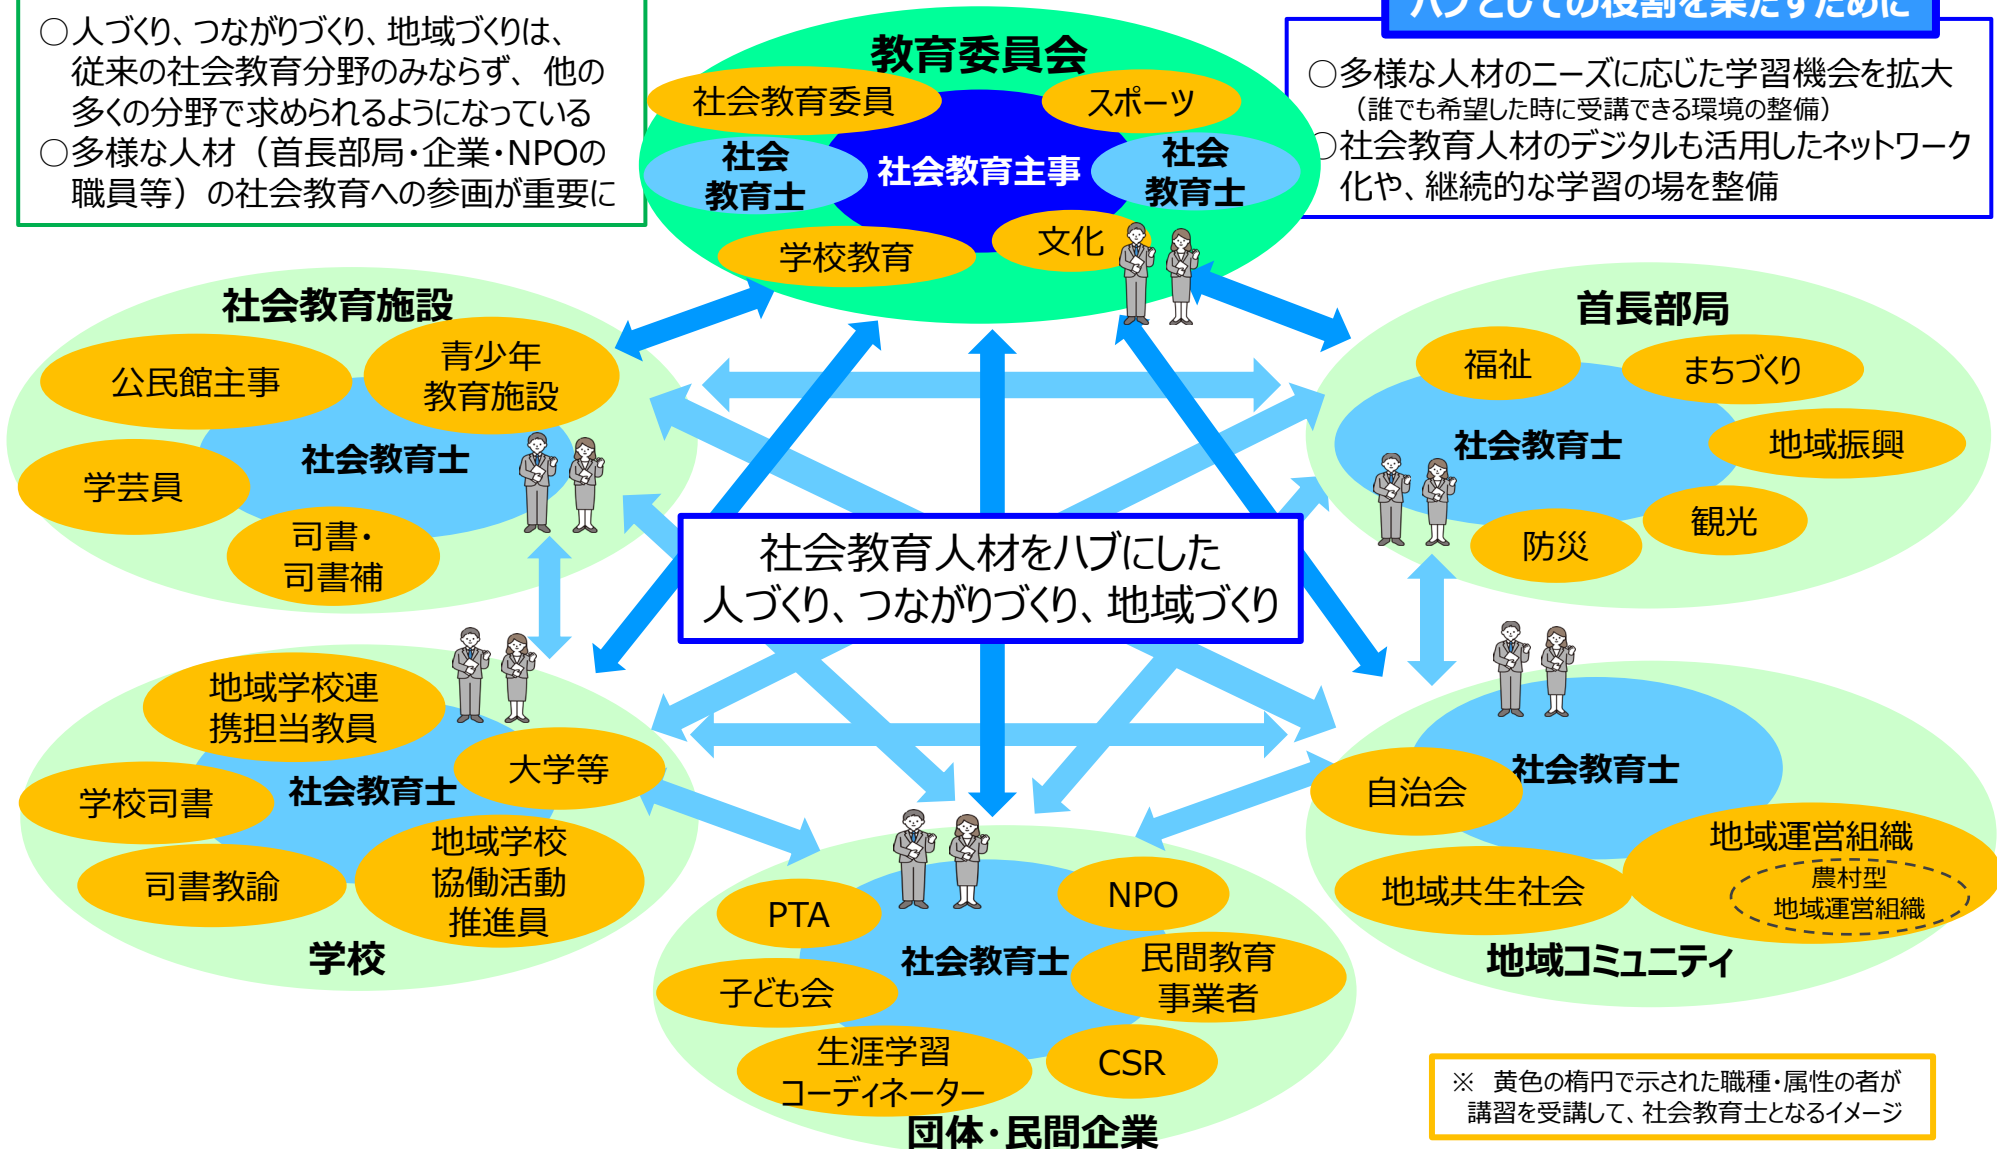 ○人づくり、つながりづくり、地域づくりは、
従来の社会教育分野のみならず、他の
多くの分野で求められるようになっている
○多様な人材（首長部局・企業・NPOの
職員等）の社会教育への参画が重要に
ハブとしての役割を果たすために
○多様な人材のニーズに応じた学習機会を拡大
（誰でも希望した時に受講できる環境の整備）
○社会教育人材のデジタルも活用したネットワーク
化や、継続的な学習の場を整備
教育委員会
社会教育委員
スポーツ
社会
教育士
社会教育主事
社会
教育士
学校教育
文化
社会教育施設
公民館主事
青少年
教育施設
社会教育士
学芸員
司書・
司書補
首長部局
福祉
まちづくり
社会教育士
地域振興
観光
防災
社会教育人材をハブにした
人づくり、つながりづくり、地域づくり
地域学校連
携担当教員
大学等
学校司書
社会教育士
司書教諭
地域学校
協働活動
推進員
学校
PTA
NPO
社会教育士
子ども会
民間教育
事業者
生涯学習
コーディネーター
CSR
団体・民間企業
社会教育士
自治会
地域共生社会
地域運営組織
農村型
地域運営組織
地域コミュニティ
※　黄色の楕円で示された職種・属性の者が
講習を受講して、社会教育士となるイメージ